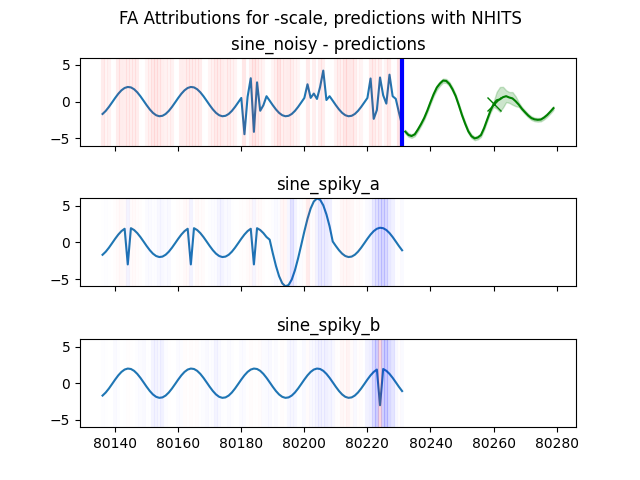 FA Attributions for -scale, predictions with NHITS
sine_noisy - predictions
5
0
−5
sine_spiky_a
5
0
−5
sine_spiky_b
5
0
−5
80140 80160 80180 80200 80220 80240 80260 80280